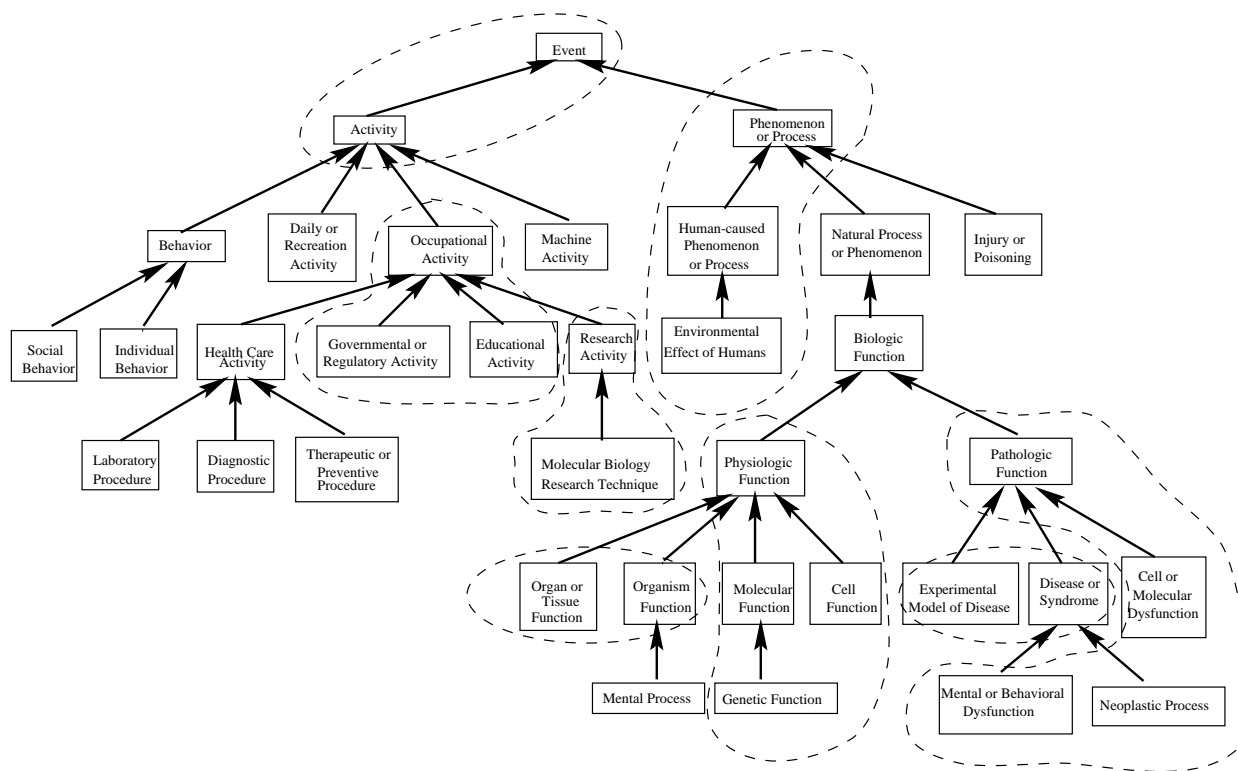 Event
Activity
Phenomenon
or Process
Behavior
Daily or
Recreation
Activity
Occupational
Activity
Machine
Activity
Human-caused
Phenomenon
or Process
Natural Process
or Phenomenon
Injury or
Poisoning
Social
Behavior
Individual
Behavior
Health Care
Activity
Governmental or
Regulatory Activity
Educational
Activity
Research
Activity
Environmental
Effect of Humans
Biologic
Function
Laboratory
Procedure
Diagnostic
Procedure
Therapeutic or
Preventive
Procedure
Molecular Biology
Research Technique
Physiologic
Function
Pathologic
Function
Organ or
Tissue
Function
Organism
Function
Molecular
Function
Cell
Function
Experimental
Model of Disease
Disease or
Syndrome
Cell or
Molecular
Dysfunction
Mental Process
Genetic Function
Mental or Behavioral
Dysfunction
Neoplastic Process